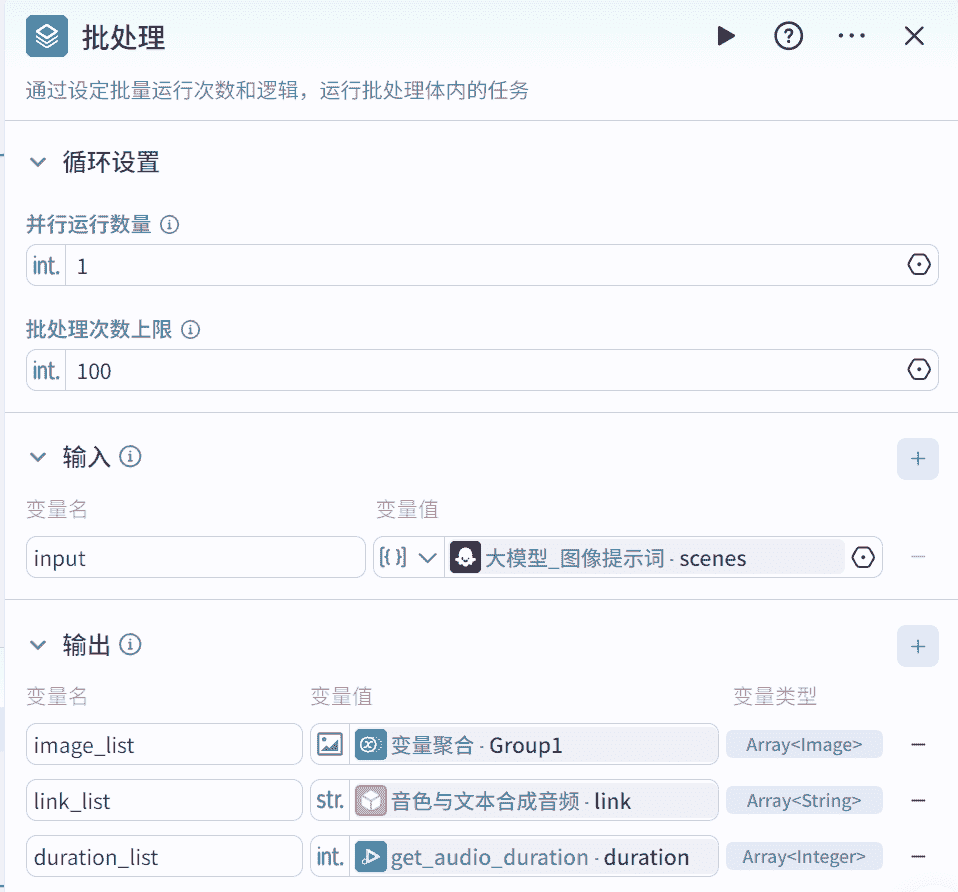 批处理
通过设定批量运行次数和逻辑，运行批处理体内的任务
循环设置
并行运行数量
int. 1
批处理次数上限
int. 100
输入
变量名 变量值
input [{}] 大模型_图像提示词 · scenes
输出
变量名 变量值 变量类型
image_list 变量聚合 · Group1 Array<Image>
link_list str. 音色与文本合成音频 · link Array<String>
duration_list int. get_audio_duration · duration Array<Integer>